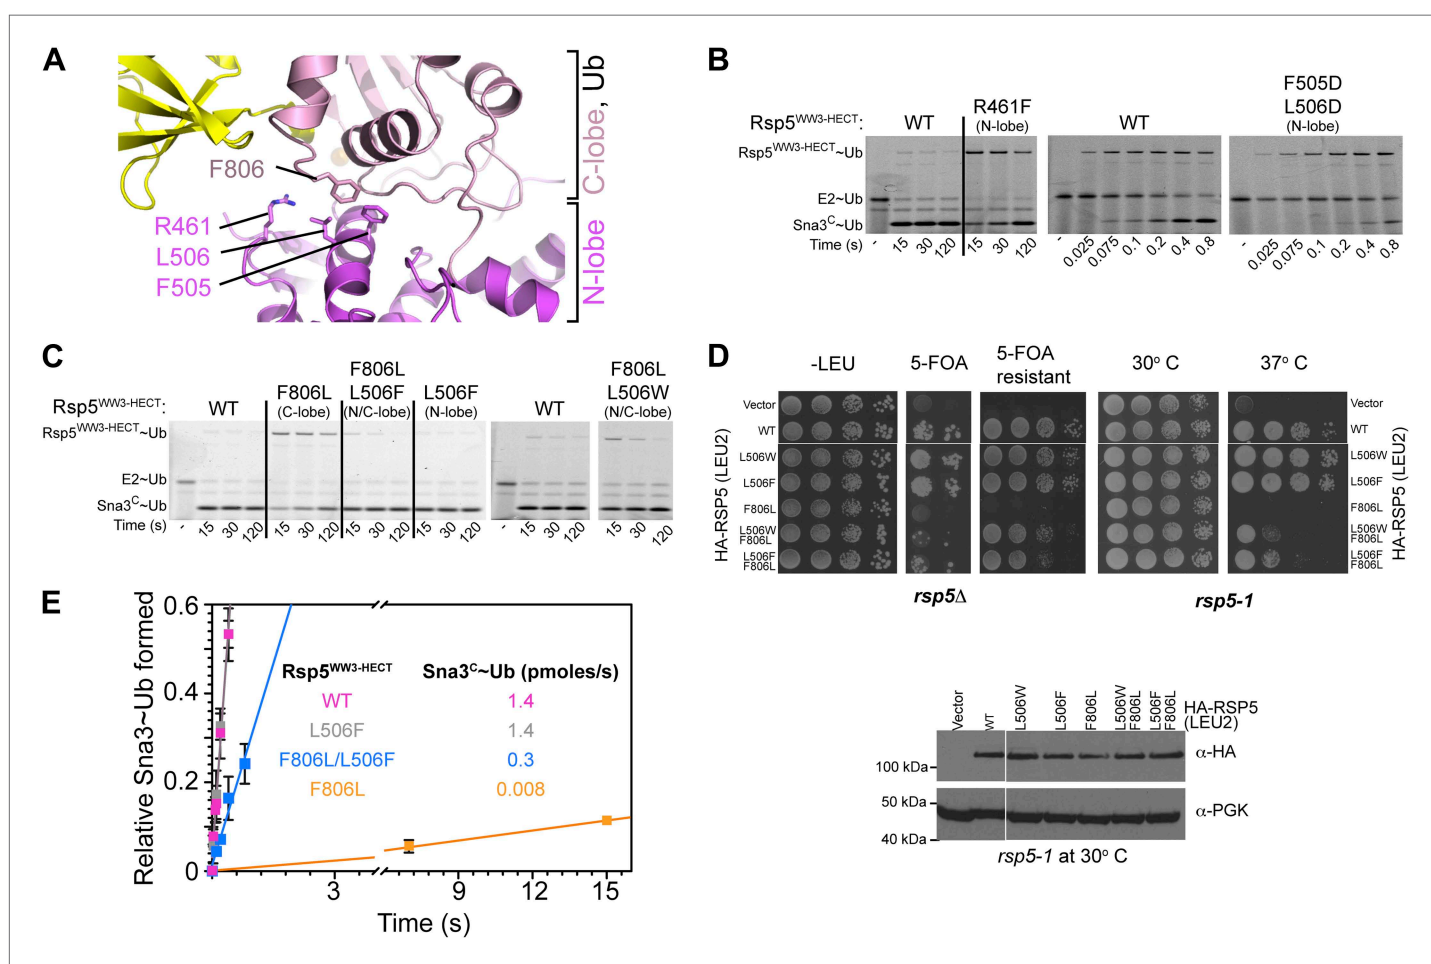 A
F806
R461
L506
F505
C-lobe, Ub
N-lobe
B
Rsp5WW3-HECT:
WT
R461F
(N-lobe)
WT
F505D
L506D
(N-lobe)
Rsp5WW3-HECT~Ub
E2~Ub
Sna3C~Ub
Time (s)
- 15 30 120 15 30 120
- 0.025 0.075 0.1 0.2 0.4 0.8
- 0.025 0.075 0.1 0.2 0.4 0.8
C
Rsp5WW3-HECT:
WT
F806L
(C-lobe)
F806L
L506F
(N/C-lobe)
L506F
(N-lobe)
WT
F806L
L506W
(N/C-lobe)
Rsp5WW3-HECT~Ub
E2~Ub
Sna3C~Ub
Time (s)
- 15 30 120 15 30 120 15 30 120 15 30 120
- 15 30 120 15 30 120
D
-LEU
5-FOA
5-FOA
resistant
30o C
37o C
HA-RSP5 (LEU2)
Vector
WT
L506W
L506F
F806L
L506W
F806L
L506F
F806L
Vector
WT
L506W
L506F
F806L
L506W
F806L
L506F
F806L
HA-RSP5 (LEU2)
rsp5Δ
rsp5-1
Vector
WT
L506W
L506F
F806L
L506W
F806L
L506F
F806L
HA-RSP5
(LEU2)
100 kDa
α-HA
50 kDa
α-PGK
40 kDa
rsp5-1 at 30o C
E
Relative Sna3~Ub formed
0.6
0.4
0.2
0
3
9
15
Time (s)
Rsp5WW3-HECT Sna3C~Ub (pmoles/s)
WT 1.4
L506F 1.4
F806L/L506F 0.3
F806L 0.008